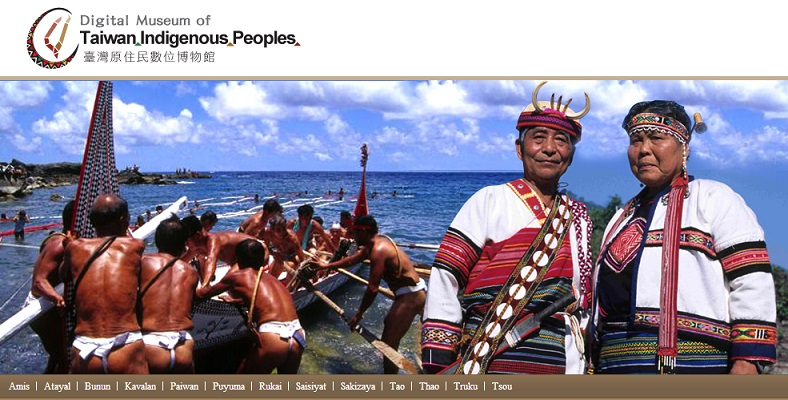 Digital Museum of
Taiwan Indigenous Peoples
臺灣原住民數位博物館
Amis | Atayal | Bunun | Kavalan | Paiwan | Puyuma | Rukai | Saisiyat | Sakizaya | Tao | Thao | Truku | Tsou